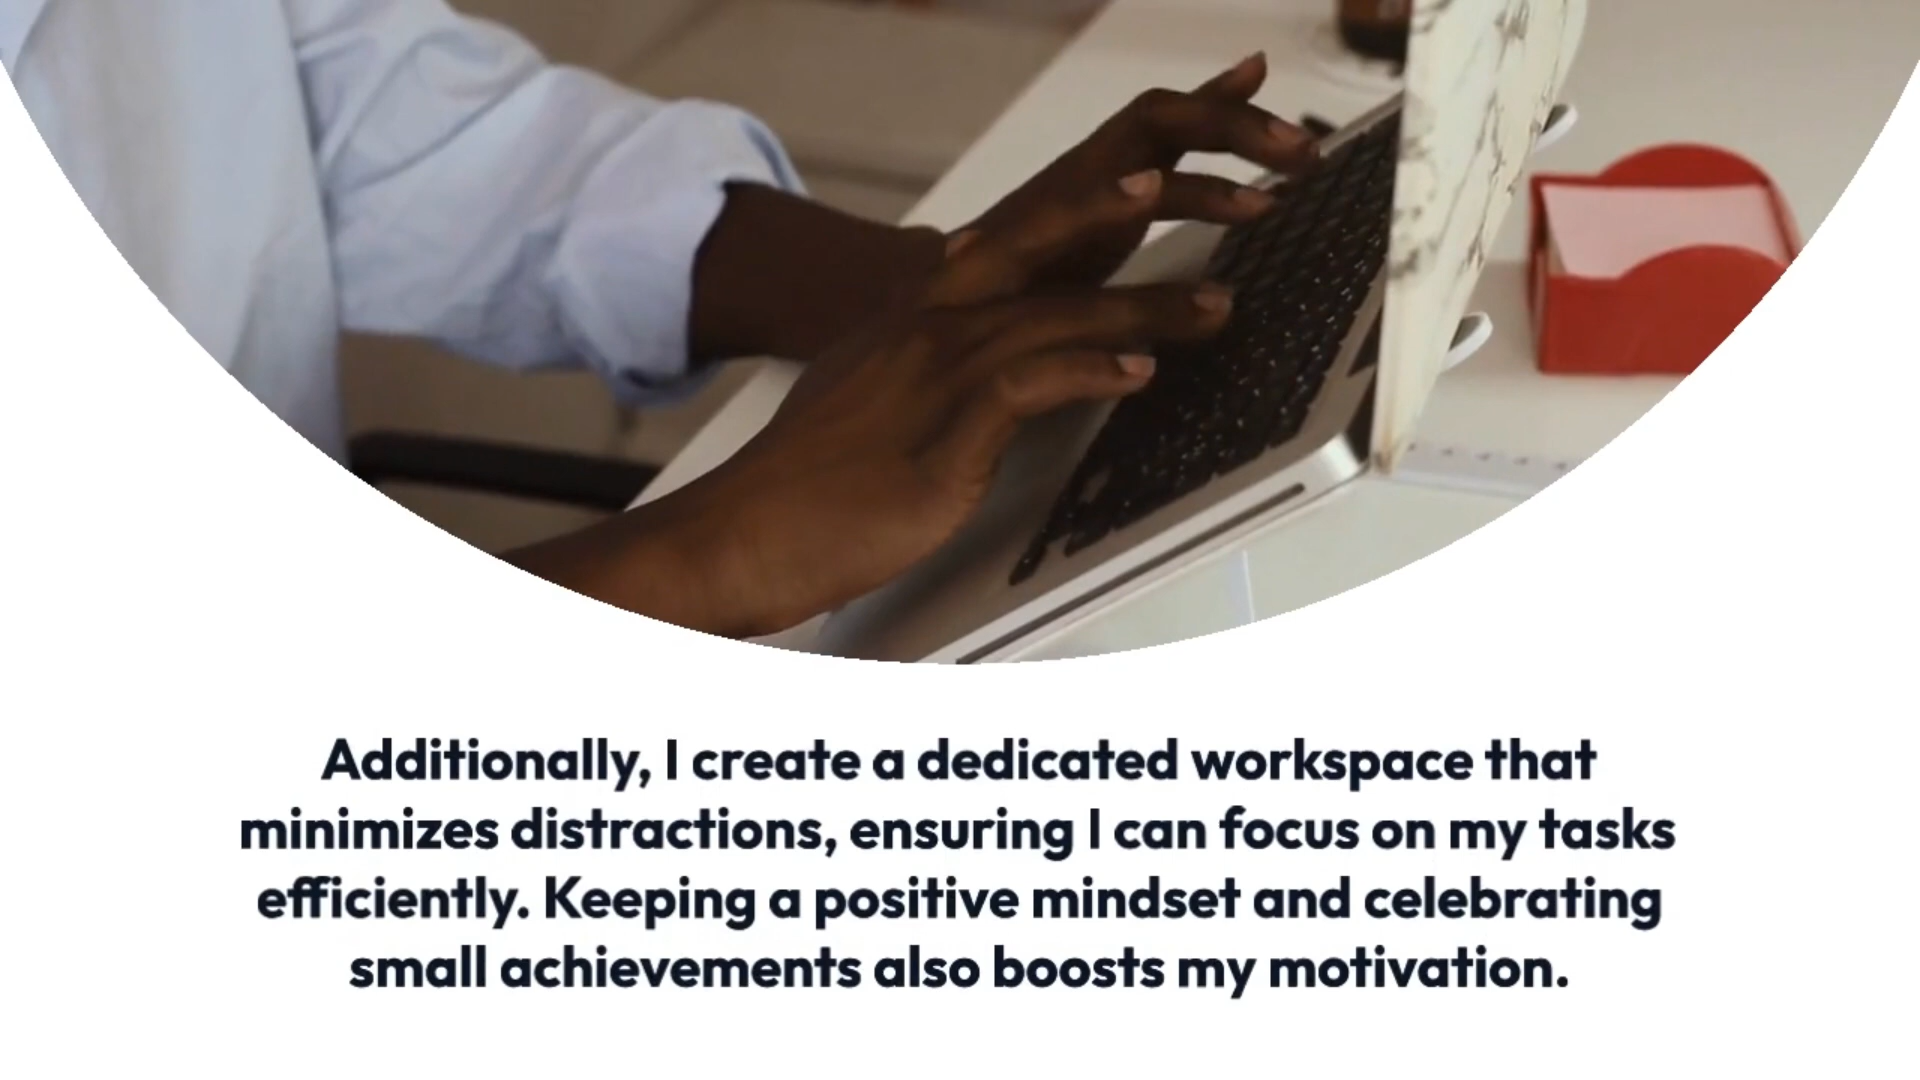 Additionally, I create a dedicated workspace that
minimizes distractions, ensuring I can focus on my tasks
efficiently. Keeping a positive mindset and celebrating
small achievements also boosts my motivation.